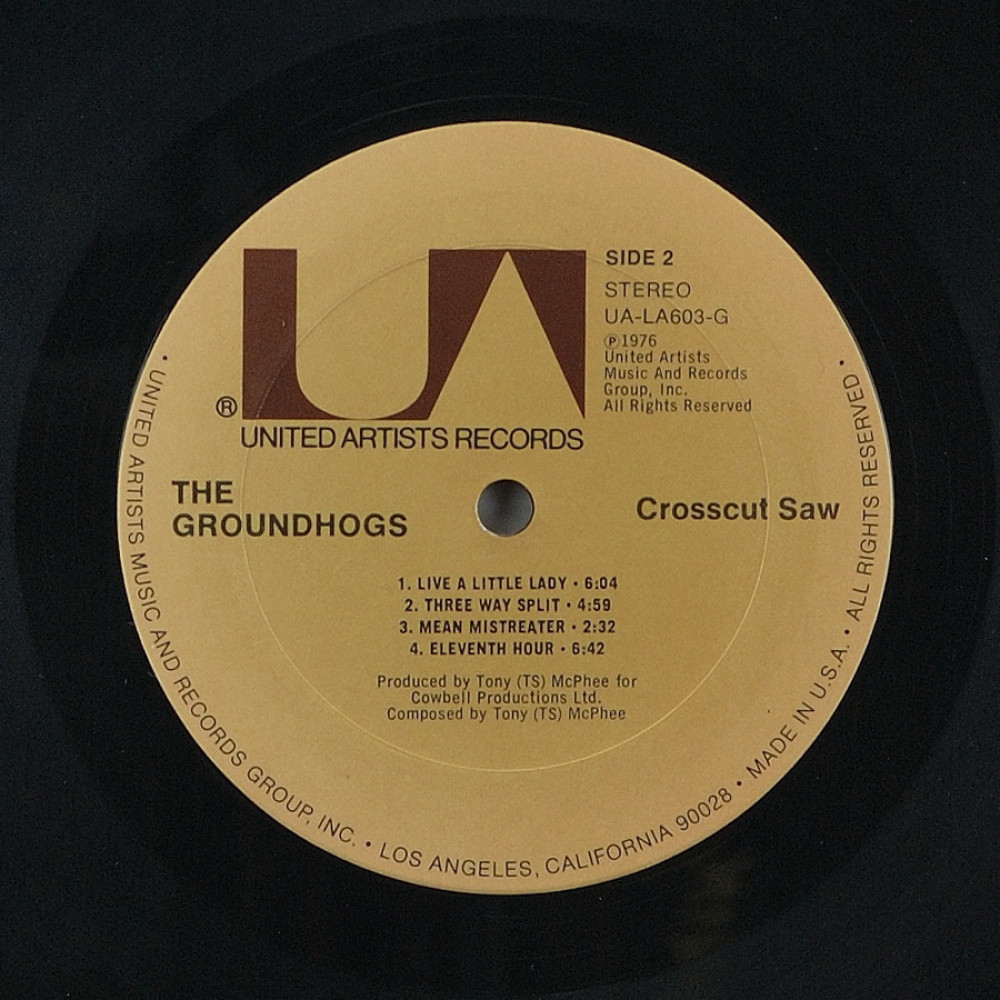 UA
SIDE 2
STEREO
UA-LA603-G
℗1976
United Artists
Music And Records
Group, Inc.
All Rights Reserved
®
UNITED ARTISTS RECORDS
THE
GROUNDHOGS
Crosscut Saw
1. LIVE A LITTLE LADY • 6:04
2. THREE WAY SPLIT • 4:59
3. MEAN MISTREATER • 2:32
4. ELEVENTH HOUR • 6:42
Produced by Tony (TS) McPhee for
Cowbell Productions Ltd.
Composed by Tony (TS) McPhee
• UNITED ARTISTS MUSIC AND RECORDS GROUP, INC. • LOS ANGELES, CALIFORNIA 90028 • MADE IN U.S.A. • ALL RIGHTS RESERVED •